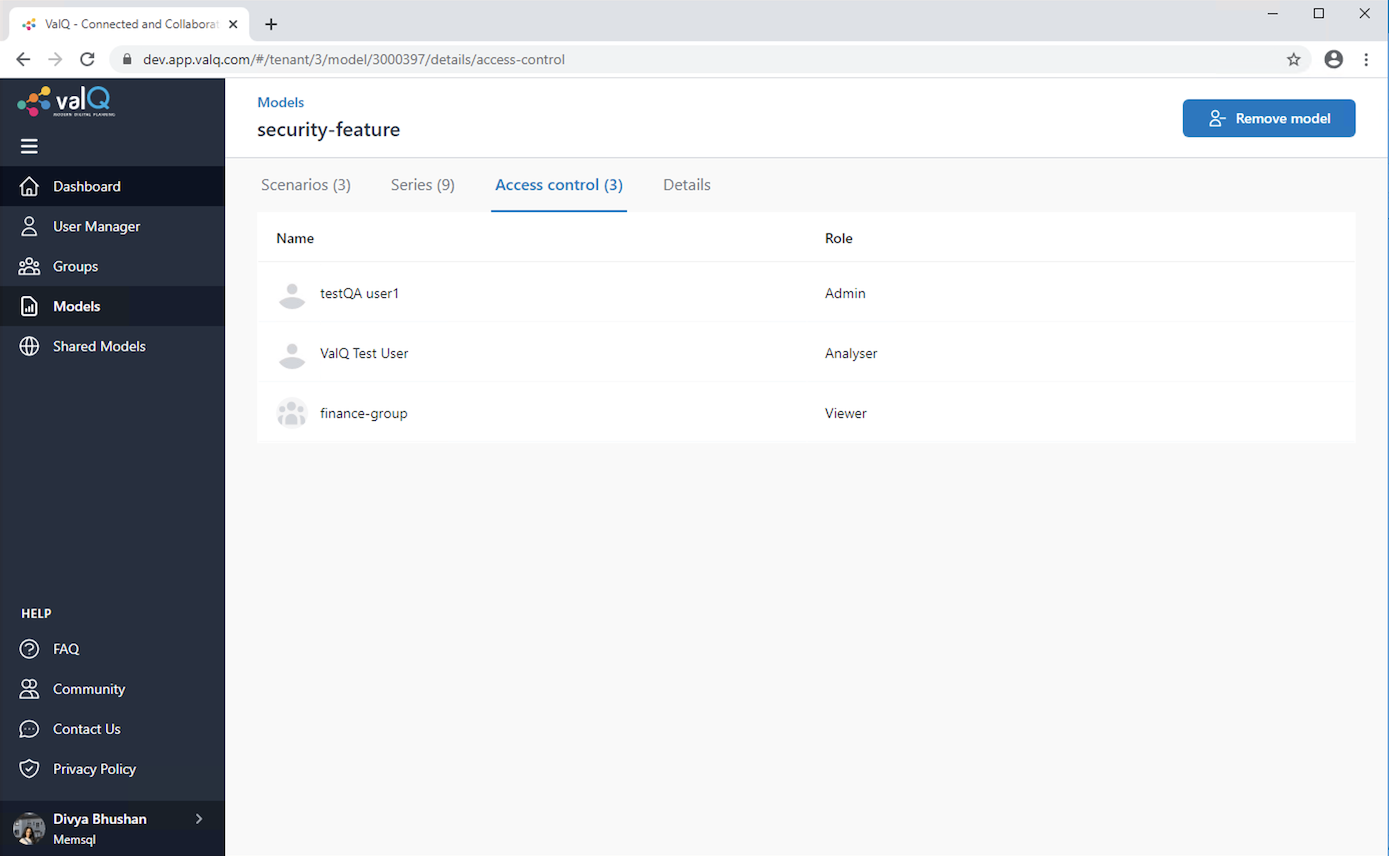 ValQ - Connected and Collaborat
dev.app.valq.com/#/tenant/3/model/3000397/details/access-control
valQ
MODERN DIGITAL PLANNING
Dashboard
User Manager
Groups
Models
Shared Models
HELP
FAQ
Community
Contact Us
Privacy Policy
Divya Bhushan
Memsql
Models
security-feature
Remove model
Scenarios (3) Series (9) Access control (3) Details
Name Role
testQA user1 Admin
ValQ Test User Analyser
finance-group Viewer